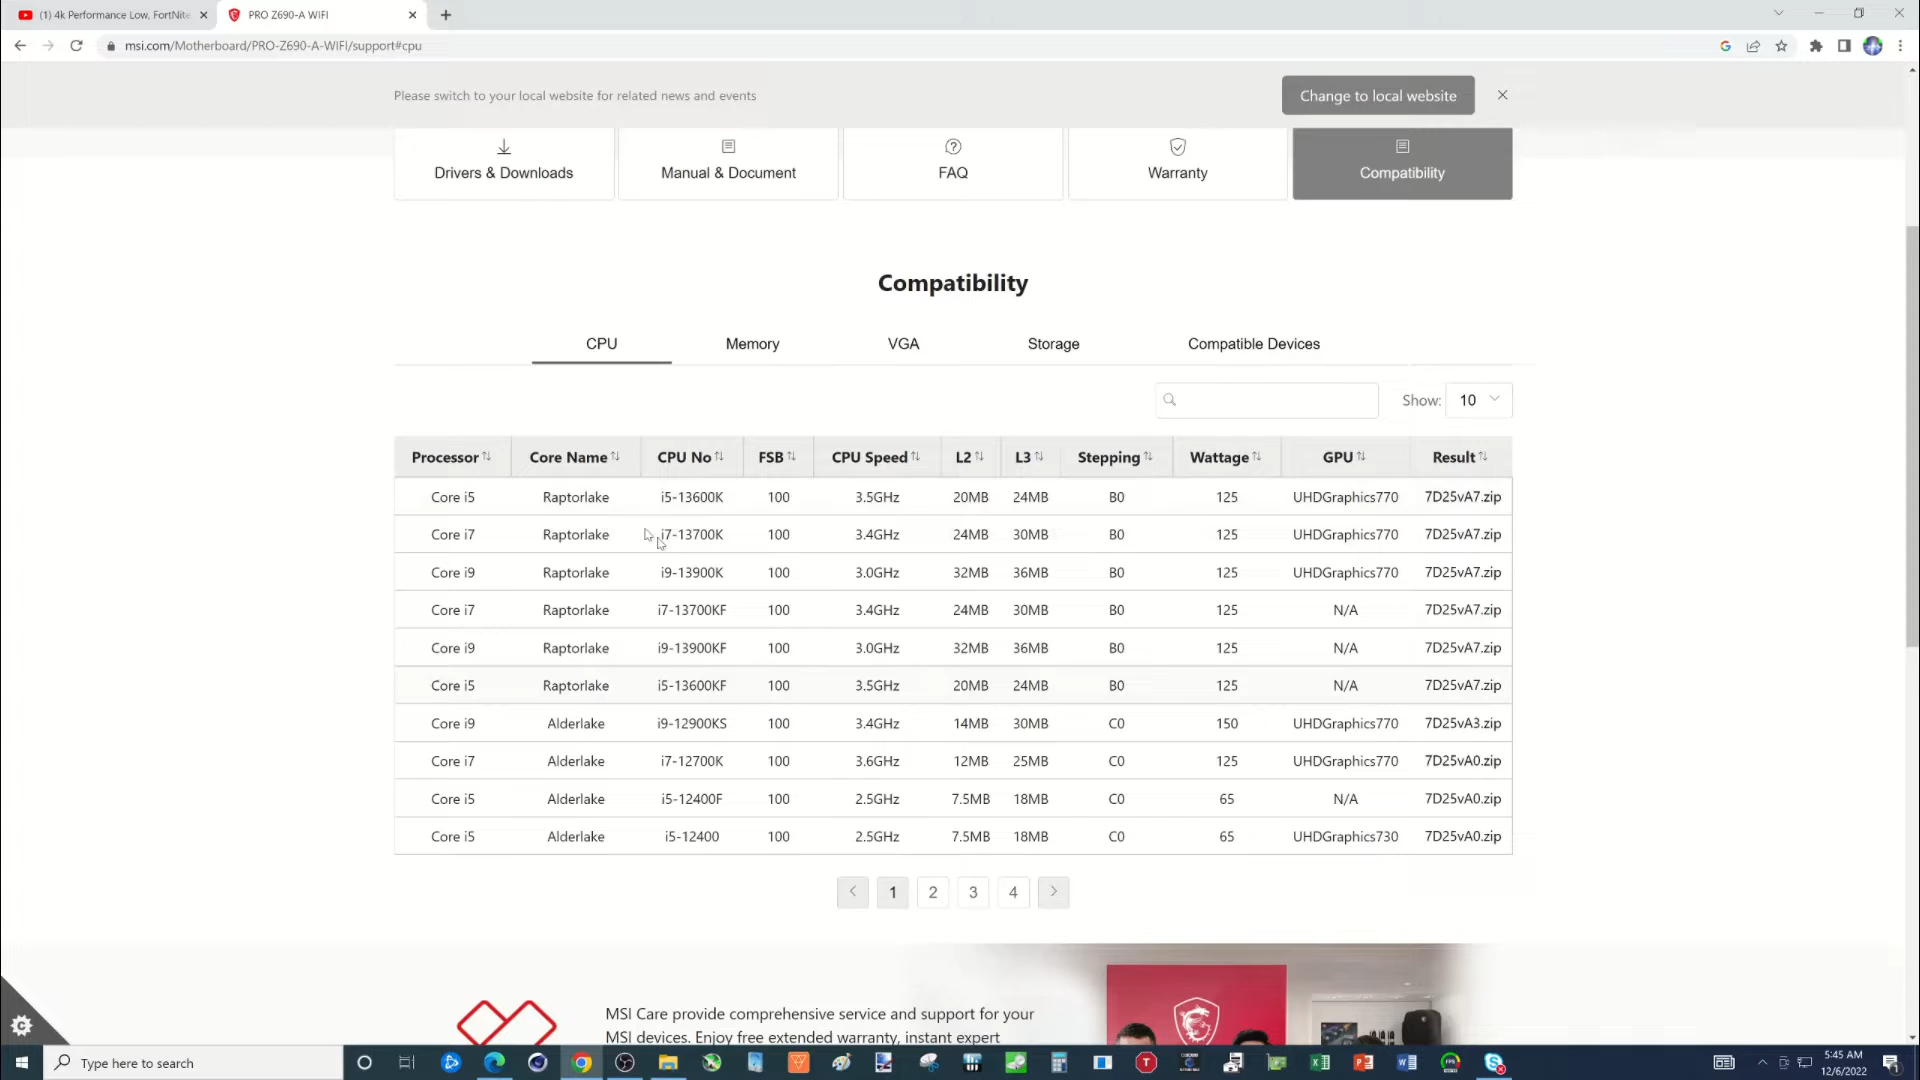 (1) 4k Performance Low, FortNite
PRO Z690-A WIFI
msi.com/Motherboard/PRO-Z690-A-WIFI/support#cpu
Please switch to your local website for related news and events
Change to local website
Drivers & Downloads
Manual & Document
FAQ
Warranty
Compatibility
Compatibility
CPU Memory VGA Storage Compatible Devices
Show: 10
Processor Core Name CPU No FSB CPU Speed L2 L3 Stepping Wattage GPU Result
Core i5 Raptorlake i5-13600K 100 3.5GHz 20MB 24MB B0 125 UHDGraphics770 7D25vA7.zip
Core i7 Raptorlake i7-13700K 100 3.4GHz 24MB 30MB B0 125 UHDGraphics770 7D25vA7.zip
Core i9 Raptorlake i9-13900K 100 3.0GHz 32MB 36MB B0 125 UHDGraphics770 7D25vA7.zip
Core i7 Raptorlake i7-13700KF 100 3.4GHz 24MB 30MB B0 125 N/A 7D25vA7.zip
Core i9 Raptorlake i9-13900KF 100 3.0GHz 32MB 36MB B0 125 N/A 7D25vA7.zip
Core i5 Raptorlake i5-13600KF 100 3.5GHz 20MB 24MB B0 125 N/A 7D25vA7.zip
Core i9 Alderlake i9-12900KS 100 3.4GHz 14MB 30MB C0 150 UHDGraphics770 7D25vA3.zip
Core i7 Alderlake i7-12700K 100 3.6GHz 12MB 25MB C0 125 UHDGraphics770 7D25vA0.zip
Core i5 Alderlake i5-12400F 100 2.5GHz 7.5MB 18MB C0 65 N/A 7D25vA0.zip
Core i5 Alderlake i5-12400 100 2.5GHz 7.5MB 18MB C0 65 UHDGraphics730 7D25vA0.zip
1 2 3 4
MSI Care provide comprehensive service and support for your
MSI devices. Enjoy free extended warranty, instant expert
Type here to search
5:45 AM
12/6/2022